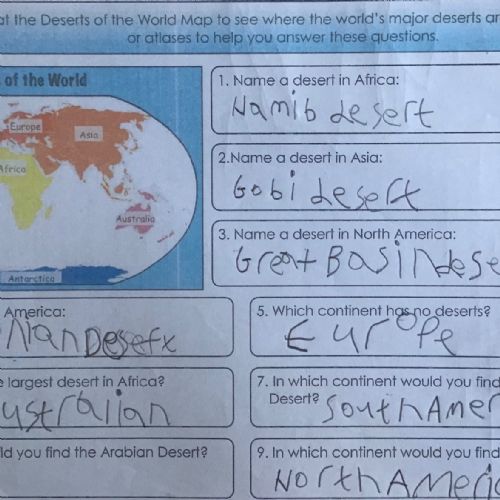 at the Deserts of the World Map to see where the world's major deserts ar
or atlases to help you answer these questions.
of the World
Europe
Asia
Africa
Australia
Antarctica
1. Name a desert in Africa:
Namib desert
2. Name a desert in Asia:
Gobi desert
3. Name a desert in North America:
Great Basin dese
America:
5. Which continent has no deserts?
Europe
e largest desert in Africa?
ustralian
7. In which continent would you find
Desert? South Amer
ld you find the Arabian Desert?
9. In which continent would you find
North Americ